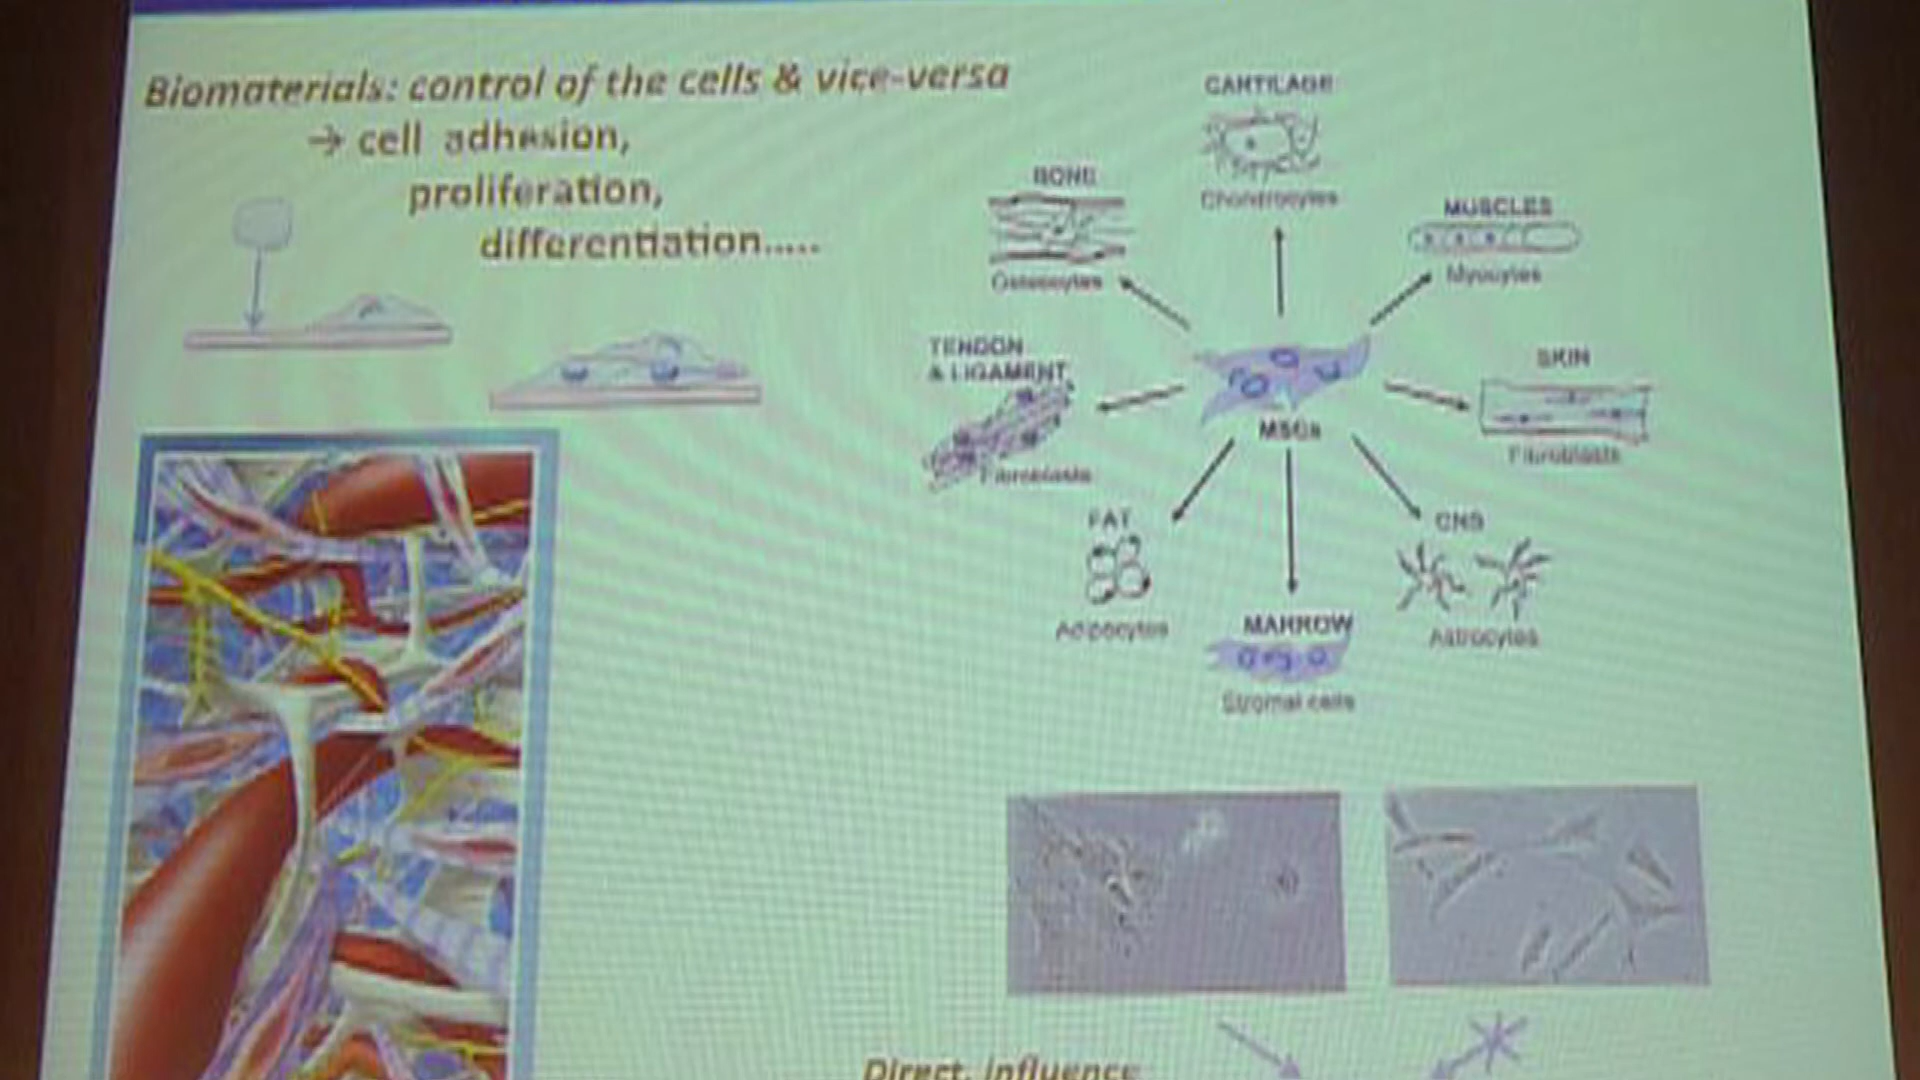 Biomaterials: control of the cells & vice-versa
→ cell adhesion,
proliferation,
differentiation.....
CARTILAGE
Chondrocytes
BONE
Osteocytes
MUSCLES
Myocytes
TENDON
& LIGAMENT
Fibroblasts
SKIN
Fibroblasts
MSCs
FAT
Adipocytes
CNS
Astrocytes
MARROW
Stromal cells
Direct, influence